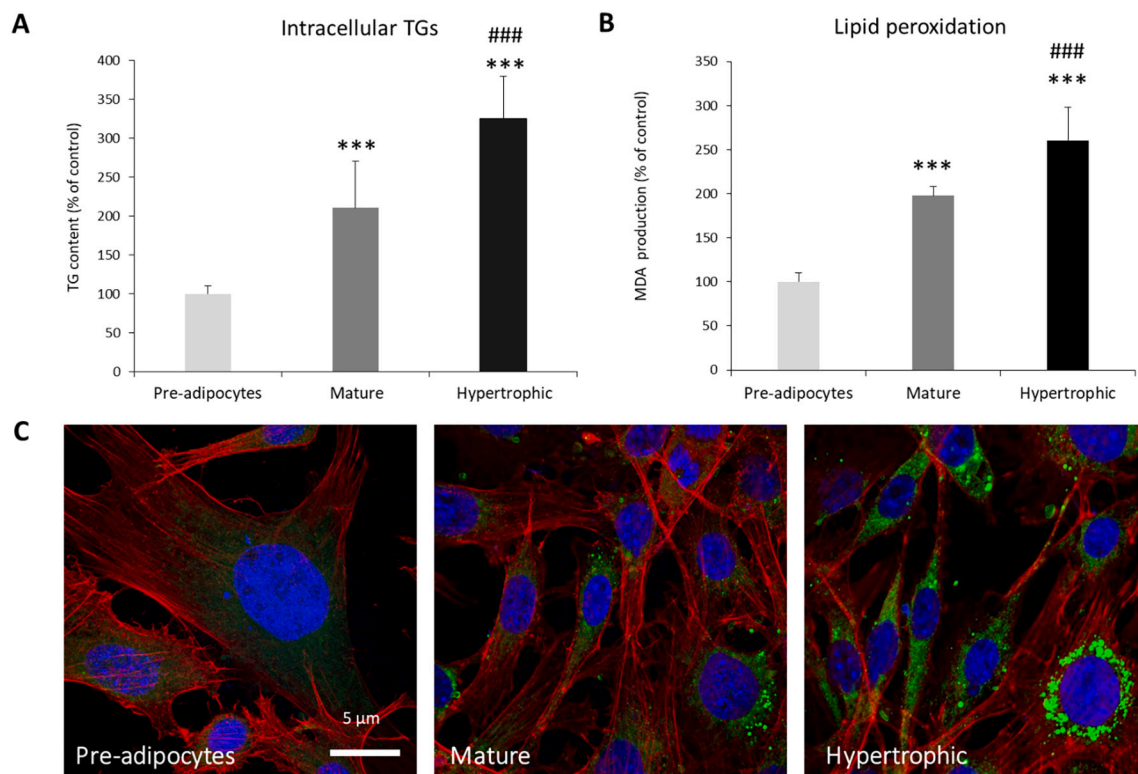 A
Intracellular TGs
TG content (% of control)
400
350
300
250
200
150
100
50
0
***
###
***
Pre-adipocytes
Mature
Hypertrophic
B
Lipid peroxidation
MDA production (% of control)
350
300
250
200
150
100
50
0
***
###
***
Pre-adipocytes
Mature
Hypertrophic
C
5 µm
Pre-adipocytes
Mature
Hypertrophic